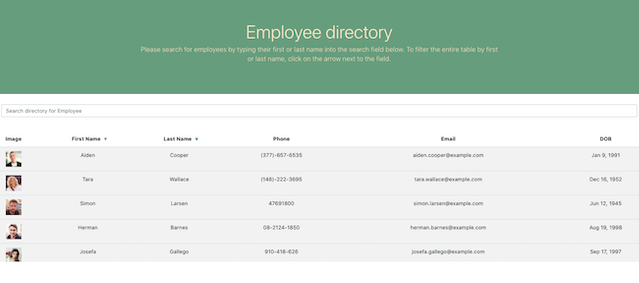 Employee directory
Please search for employees by typing their first or last name into the search field below. To filter the entire table by first
or last name, click on the arrow next to the field.
Search directory for Employee
Image First Name ▼ Last Name ▼ Phone Email DOB
Aiden Cooper (377)-657-6535 aiden.cooper@example.com Jan 9, 1991
Tara Wallace (148)-222-3695 tara.wallace@example.com Dec 16, 1952
Simon Larsen 47691800 simon.larsen@example.com Jun 12, 1945
Herman Barnes 08-2124-1850 herman.barnes@example.com Aug 19, 1998
Josefa Gallego 910-418-626 josefa.gallego@example.com Sep 17, 1997